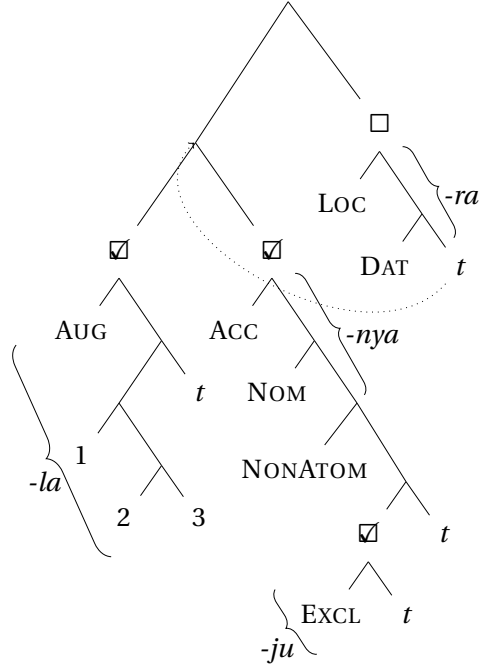 ☐
LOC
-ra
☑ ☑
DAT t
AUG ACC
-nya
t NOM
1
-la
NONATOM
2 3
☑ t
EXCL t
-ju